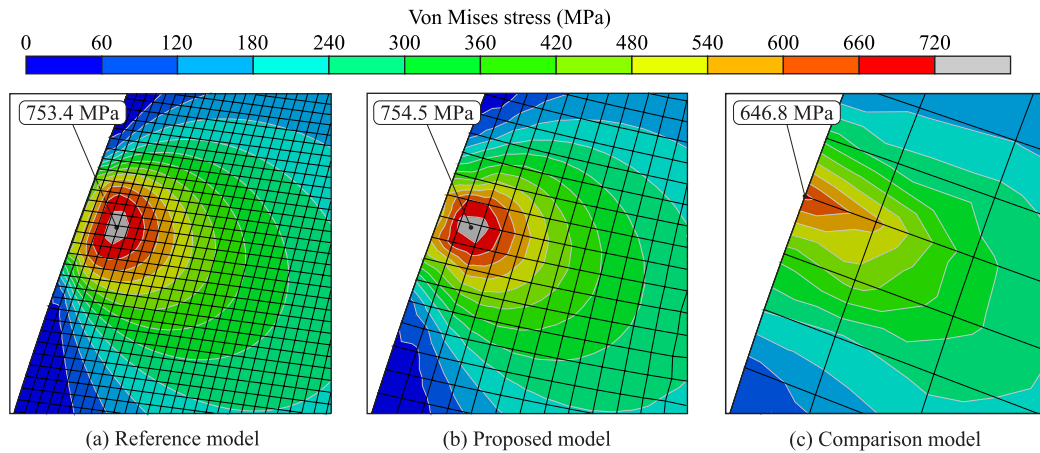 Von Mises stress (MPa)
0 60 120 180 240 300 360 420 480 540 600 660 720
753.4 MPa 754.5 MPa 646.8 MPa
(a) Reference model (b) Proposed model (c) Comparison model